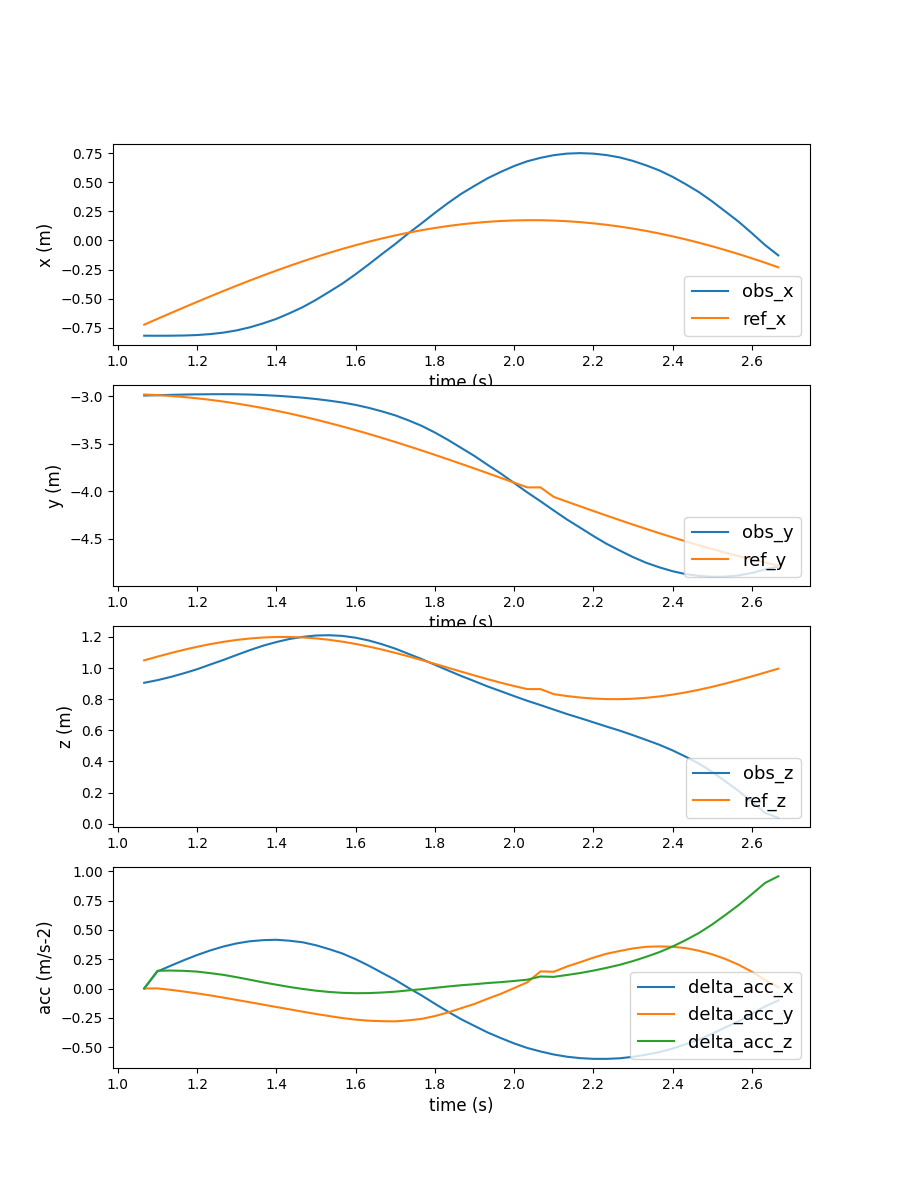 0.75
0.50
0.25
0.00
−0.25
−0.50
−0.75
x (m)
obs_x
ref_x
1.0 1.2 1.4 1.6 1.8 2.0 2.2 2.4 2.6
time (s)
−3.0
−3.5
−4.0
−4.5
y (m)
obs_y
ref_y
1.0 1.2 1.4 1.6 1.8 2.0 2.2 2.4 2.6
time (s)
1.2
1.0
0.8
0.6
0.4
0.2
0.0
z (m)
obs_z
ref_z
1.0 1.2 1.4 1.6 1.8 2.0 2.2 2.4 2.6
1.00
0.75
0.50
0.25
0.00
−0.25
−0.50
acc (m/s-2)
delta_acc_x
delta_acc_y
delta_acc_z
1.0 1.2 1.4 1.6 1.8 2.0 2.2 2.4 2.6
time (s)